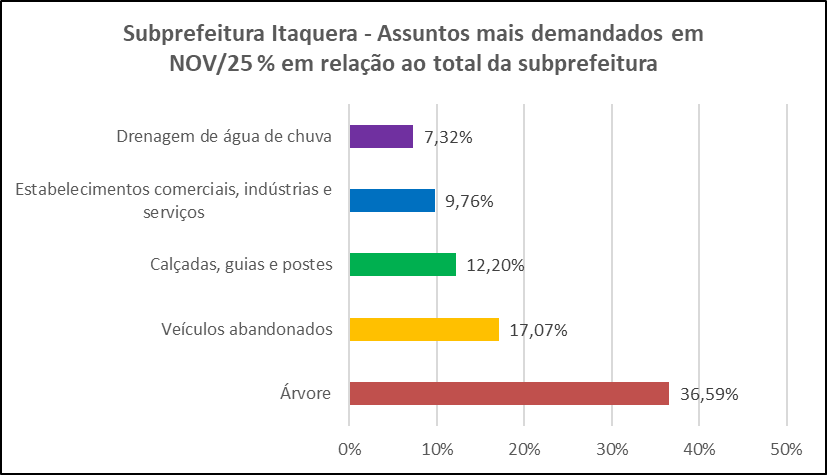 Subprefeitura Itaquera - Assuntos mais demandados em
NOV/25 % em relação ao total da subprefeitura
Drenagem de água de chuva
7,32%
Estabelecimentos comerciais, indústrias e
serviços
9,76%
Calçadas, guias e postes
12,20%
Veículos abandonados
17,07%
Árvore
36,59%
0%
10%
20%
30%
40%
50%